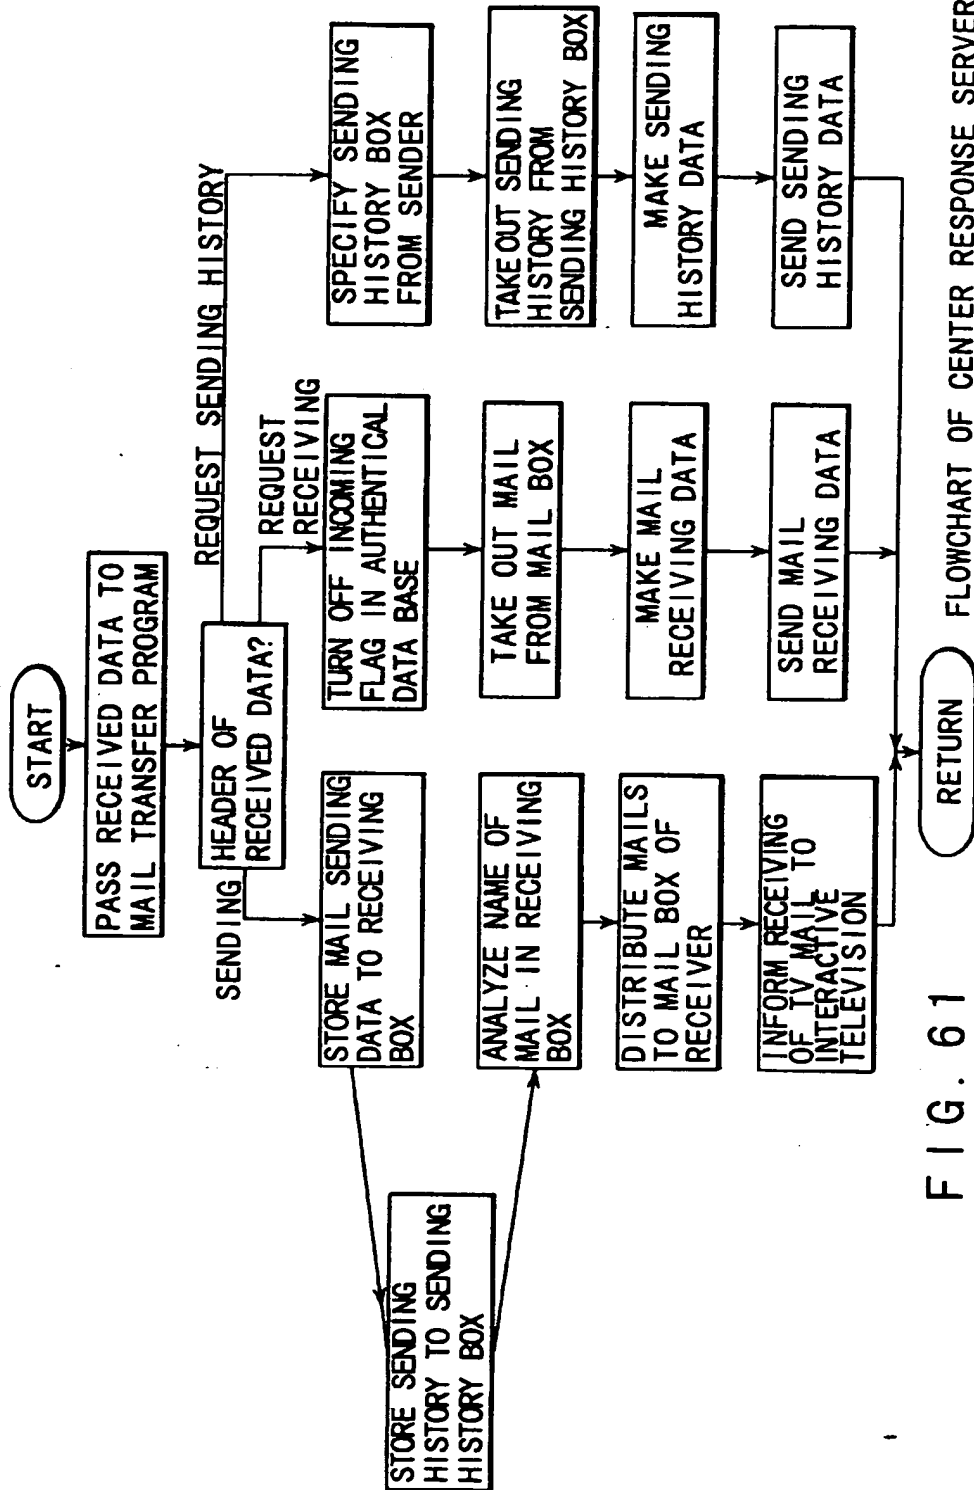 START
PASS RECEIVED DATA TO
MAIL TRANSFER PROGRAM
HEADER OF
RECEIVED DATA?
SENDING
REQUEST
RECEIVING
REQUEST SENDING HISTORY
STORE MAIL SENDING
DATA TO RECEIVING
BOX
STORE SENDING
HISTORY TO SENDING
HISTORY BOX
ANALYZE NAME OF
MAIL IN RECEIVING
BOX
DISTRIBUTE MAILS
TO MAIL BOX OF
RECEIVER
INFORM RECEIVING
OF TV MAIL TO
INTERACTIVE
TELEVISION
TURN OFF INCOMING
FLAG IN AUTHENTICAL
DATA BASE
TAKE OUT MAIL
FROM MAIL BOX
MAKE MAIL
RECEIVING DATA
SEND MAIL
RECEIVING DATA
SPECIFY SENDING
HISTORY BOX
FROM SENDER
TAKE OUT SENDING
HISTORY FROM
SENDING HISTORY BOX
MAKE SENDING
HISTORY DATA
SEND SENDING
HISTORY DATA
RETURN
FIG. 61
FLOWCHART OF CENTER RESPONSE SERVER